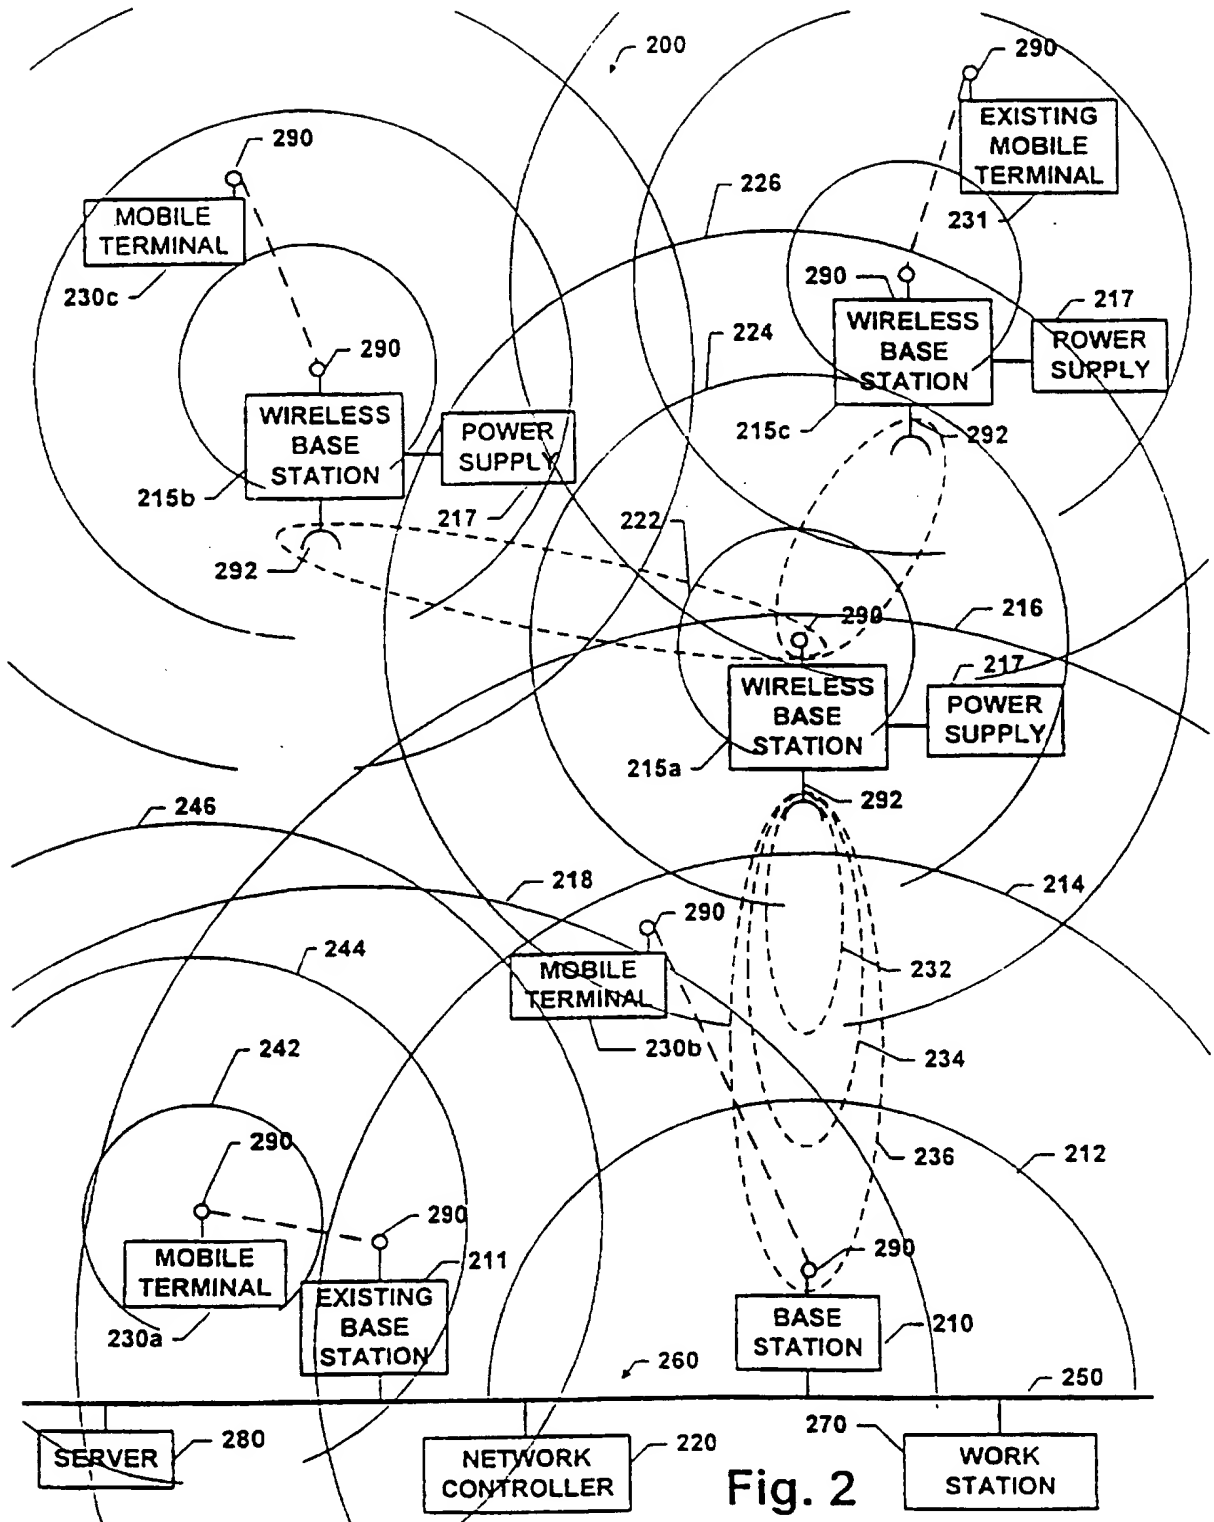 200
290
EXISTING
MOBILE
TERMINAL
231
290
MOBILE
TERMINAL
230c
226
290
WIRELESS
BASE
STATION
215c
217
POWER
SUPPLY
292
224
290
WIRELESS
BASE
STATION
215b
POWER
SUPPLY
217
292
222
290
216
WIRELESS
BASE
STATION
215a
217
POWER
SUPPLY
292
246
218
214
290
MOBILE
TERMINAL
230b
232
244
234
242
236
212
290
MOBILE
TERMINAL
230a
290
211
EXISTING
BASE
STATION
290
BASE
STATION
210
260
250
SERVER
280
NETWORK
CONTROLLER
220
270
WORK
STATION
Fig. 2